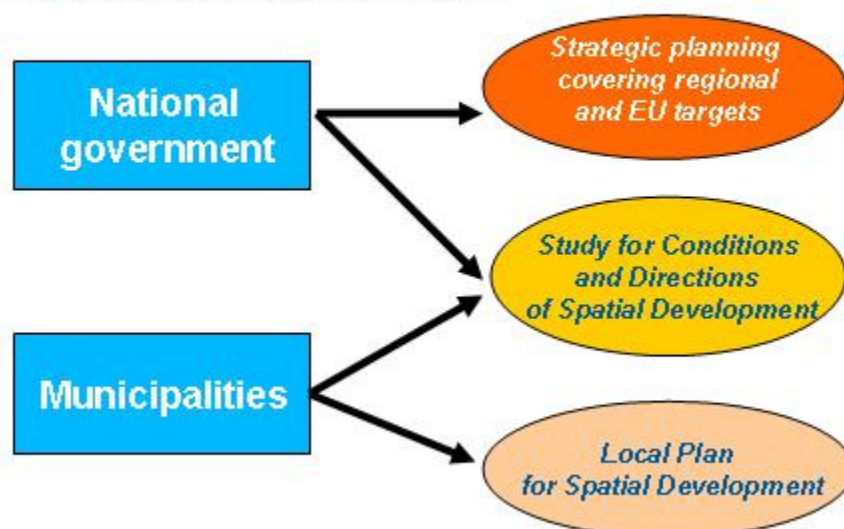 National
government
Strategic planning
covering regional
and EU targets
Study for Conditions
and Directions
of Spatial Development
Municipalities
Local Plan
for Spatial Development